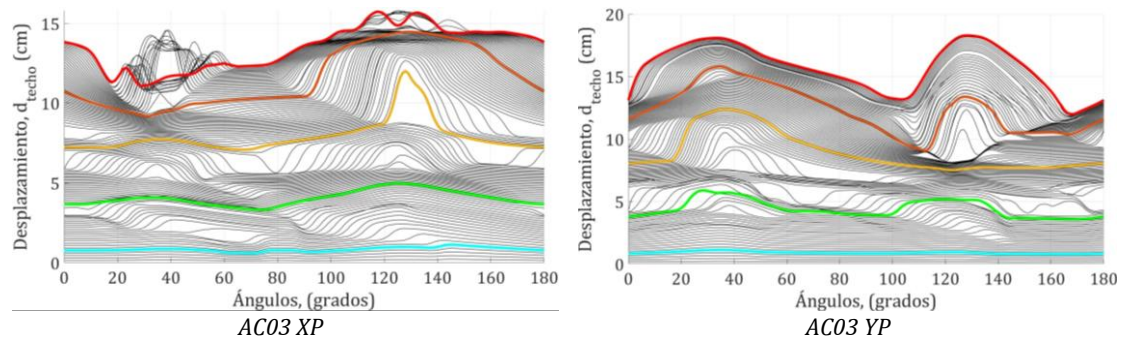 15
10
5
0
Desplazamiento, d_techo (cm)
0 20 40 60 80 100 120 140 160 180
Ángulos, (grados)
AC03 XP
20
15
10
5
0
Desplazamiento, d_techo (cm)
0 20 40 60 80 100 120 140 160 180
Ángulos, (grados)
AC03 YP